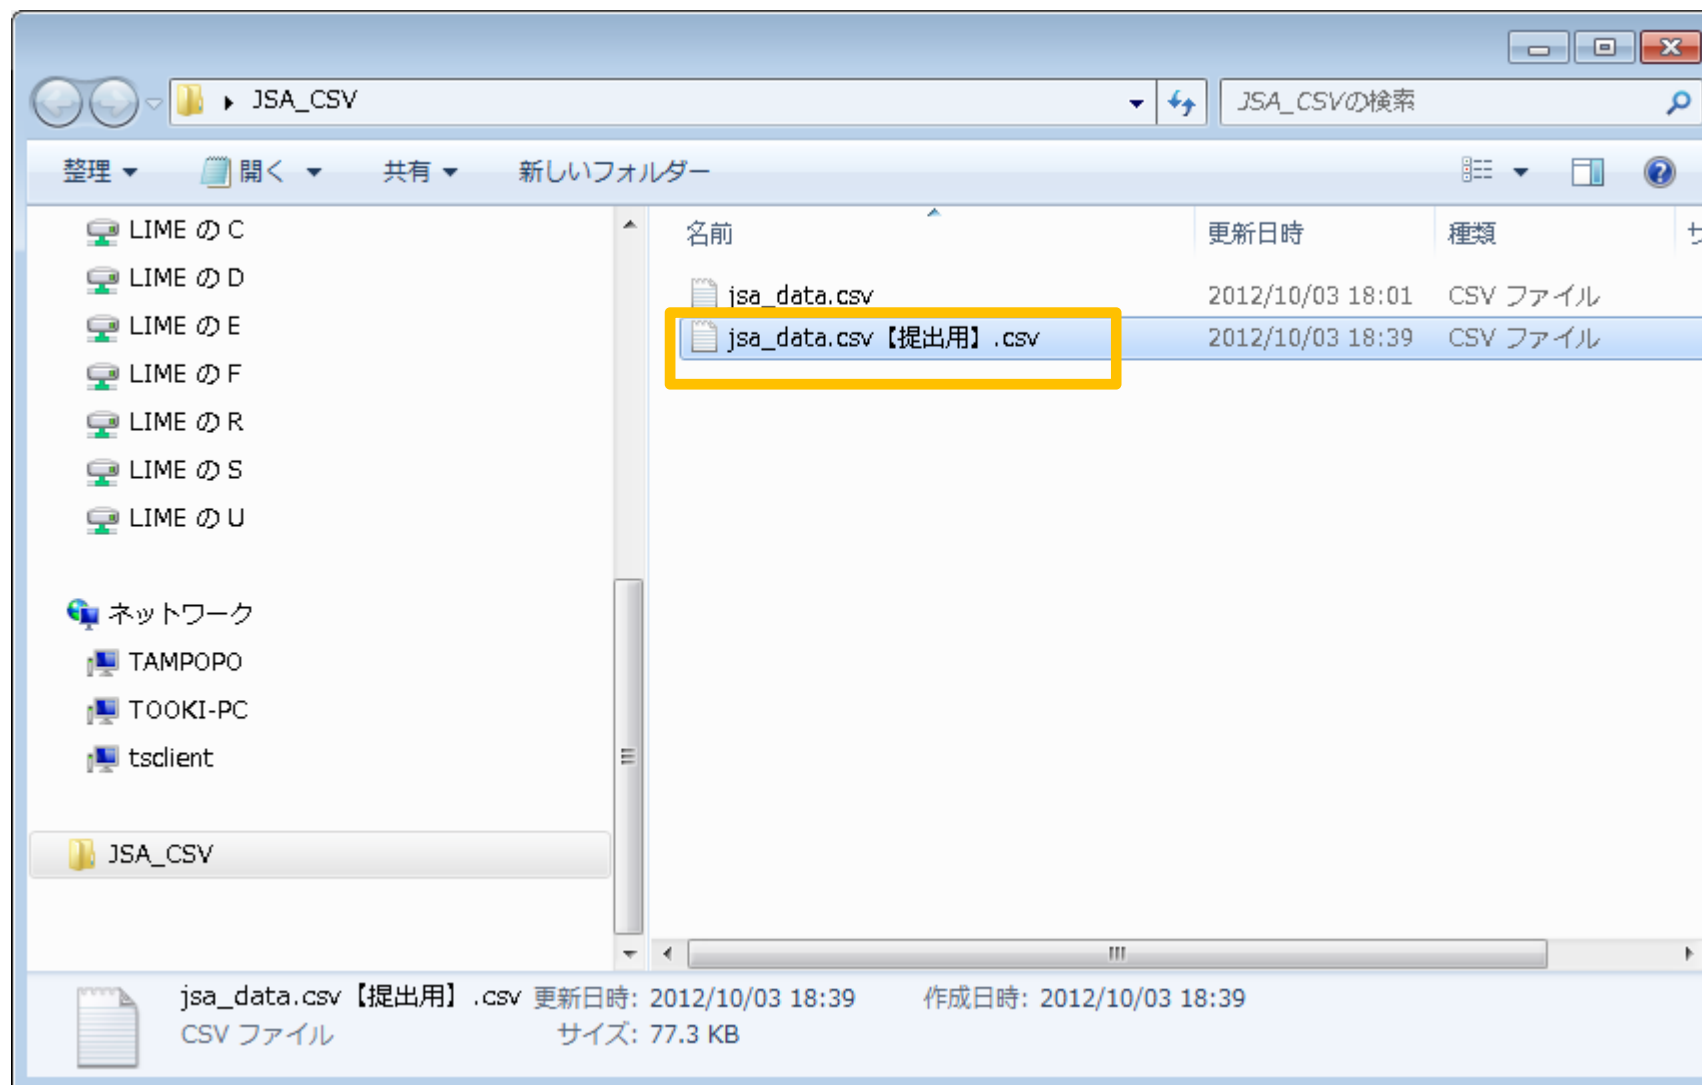 JSA_CSV
JSA_CSVの検索
整理 開く 共有 新しいフォルダー
LIME の C
LIME の D
LIME の E
LIME の F
LIME の R
LIME の S
LIME の U
ネットワーク
TAMPOPO
TOOKI-PC
tsclient
JSA_CSV
名前 更新日時 種類 サ
jsa_data.csv 2012/10/03 18:01 CSV ファイル
jsa_data.csv【提出用】.csv 2012/10/03 18:39 CSV ファイル
jsa_data.csv【提出用】.csv 更新日時: 2012/10/03 18:39 作成日時: 2012/10/03 18:39
CSV ファイル サイズ: 77.3 KB